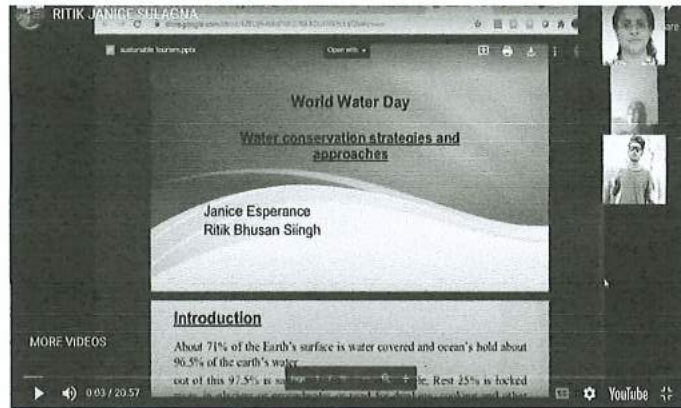 RITIK JANICE SULAGNA
sustainable tourism.pptx
Open with
World Water Day
Water conservation strategies and
approaches
Janice Esperance
Ritik Bhusan Siingh
Introduction
About 71% of the Earth's surface is water covered and ocean's hold about
96.5% of the earth's water
out of this 97.5% is Rest 25% is locked
MORE VIDEOS
0:03 / 20:57
YouTube